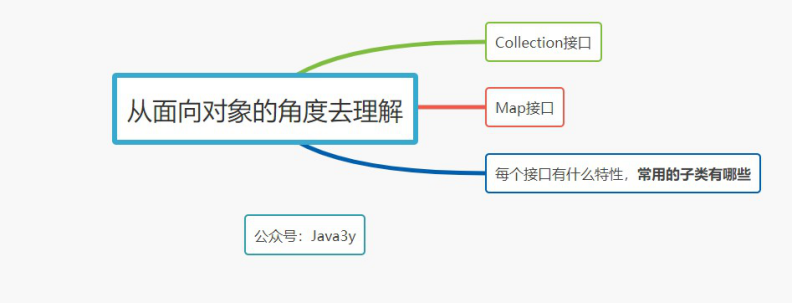 Collection接口
从面向对象的角度去理解
Map接口
每个接口有什么特性，常用的子类有哪些
公众号：Java3y